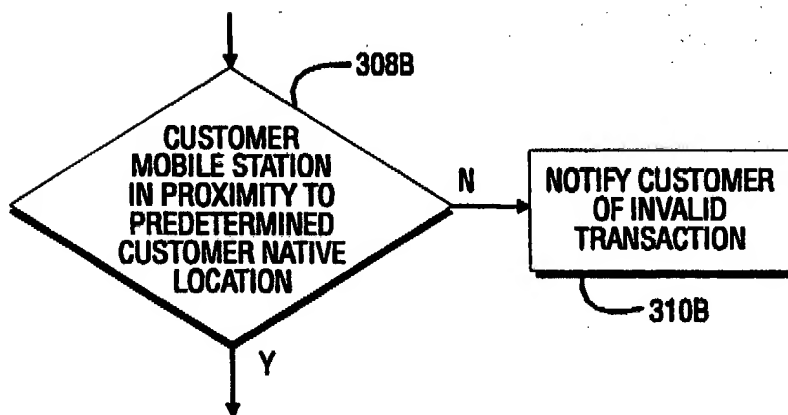 308B
CUSTOMER
MOBILE STATION
IN PROXIMITY TO
PREDETERMINED
CUSTOMER NATIVE
LOCATION
N
NOTIFY CUSTOMER
OF INVALID
TRANSACTION
310B
Y